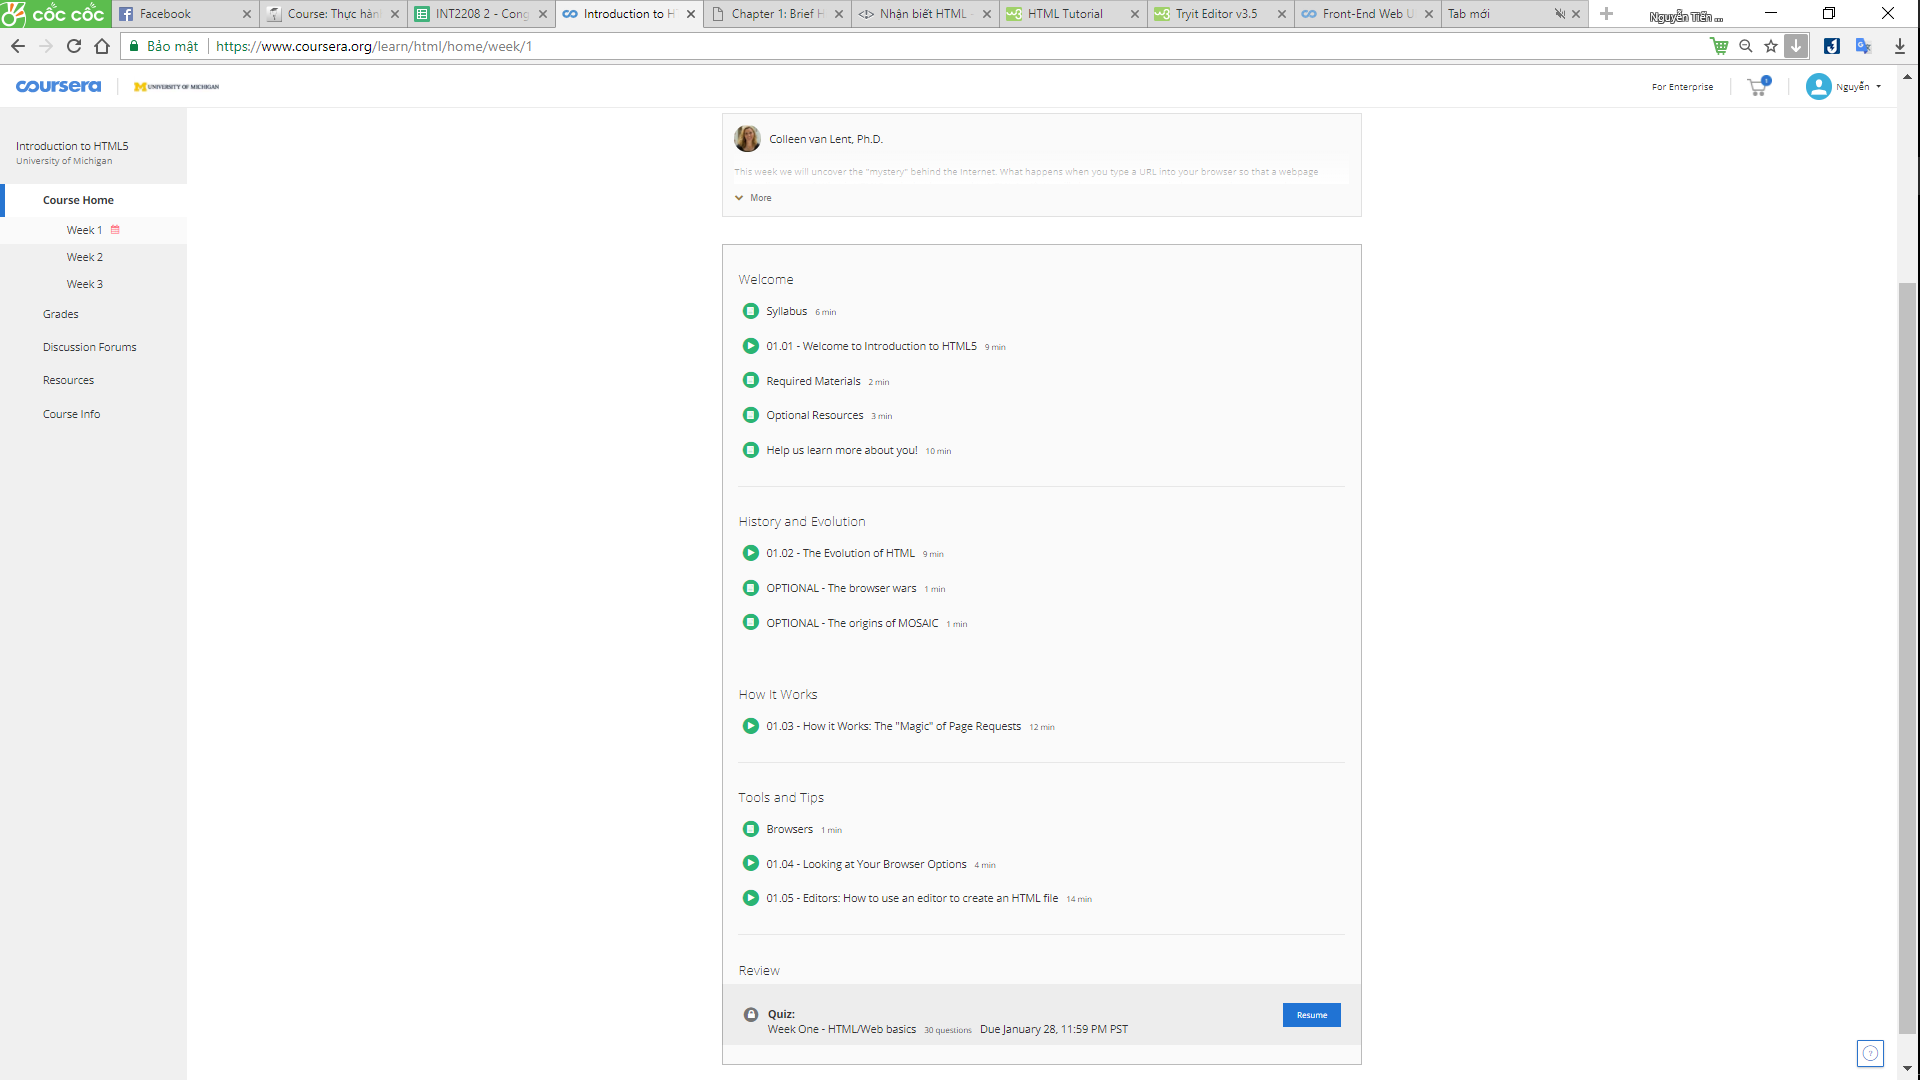 cốc cốc
Facebook
Course: Thực hàn
INT2208 2 - Cong
Introduction to H
Chapter 1: Brief H
Nhận biết HTML -
HTML Tutorial
Tryit Editor v3.5
Front-End Web U
Tab mới
Nguyễn Tiến ...
Bảo mật
https://www.coursera.org/learn/html/home/week/1
coursera
M UNIVERSITY OF MICHIGAN
For Enterprise
1
Nguyễn
Introduction to HTML5
University of Michigan
Course Home
Week 1
Week 2
Week 3
Grades
Discussion Forums
Resources
Course Info
Colleen van Lent, Ph.D.
This week we will uncover the "mystery" behind the Internet. What happens when you type a URL into your browser so that a webpage
More
Welcome
Syllabus 6 min
01.01 - Welcome to Introduction to HTML5 9 min
Required Materials 2 min
Optional Resources 3 min
Help us learn more about you! 10 min
History and Evolution
01.02 - The Evolution of HTML 9 min
OPTIONAL - The browser wars 1 min
OPTIONAL - The origins of MOSAIC 1 min
How It Works
01.03 - How it Works: The "Magic" of Page Requests 12 min
Tools and Tips
Browsers 1 min
01.04 - Looking at Your Browser Options 4 min
01.05 - Editors: How to use an editor to create an HTML file 14 min
Review
Quiz:
Week One - HTML/Web basics 30 questions Due January 28, 11:59 PM PST
Resume
?